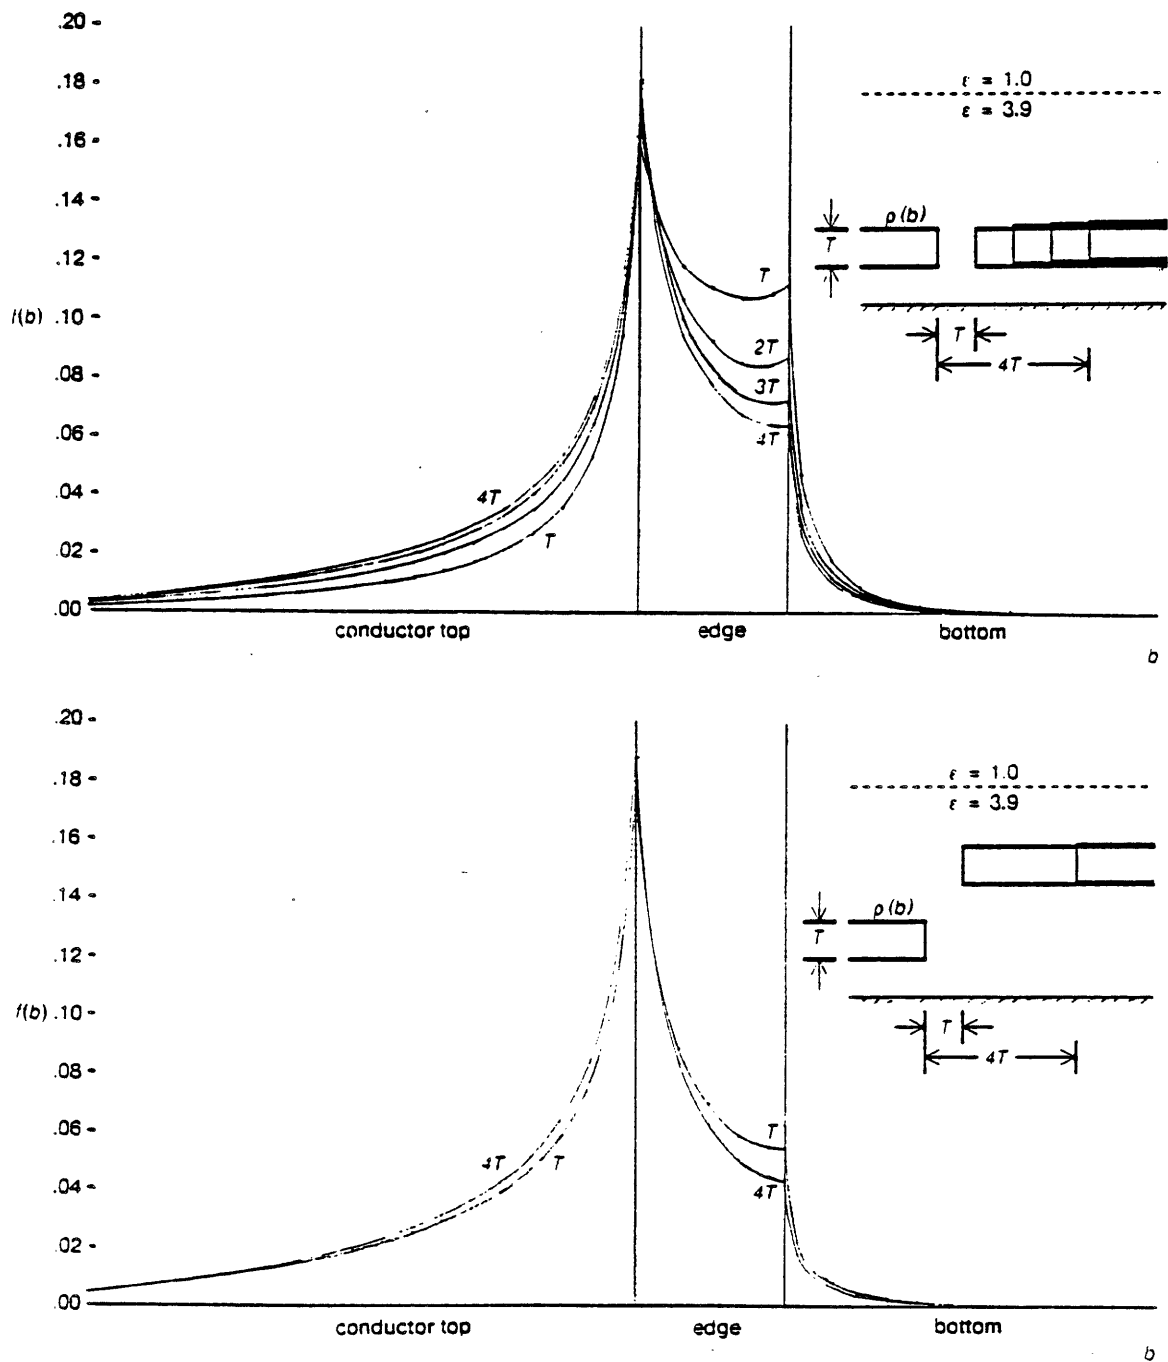 .20
.18
.16
.14
.12
f(b) .10
.08
.06
.04
.02
.00
ε = 1.0
ε = 3.9
ρ(b)
T
T
4T
T
2T
3T
4T
4T
T
conductor top edge bottom
b
.20
.18
.16
.14
.12
f(b) .10
.08
.06
.04
.02
.00
ε = 1.0
ε = 3.9
ρ(b)
T
T
4T
T
4T
4T T
conductor top edge bottom
b